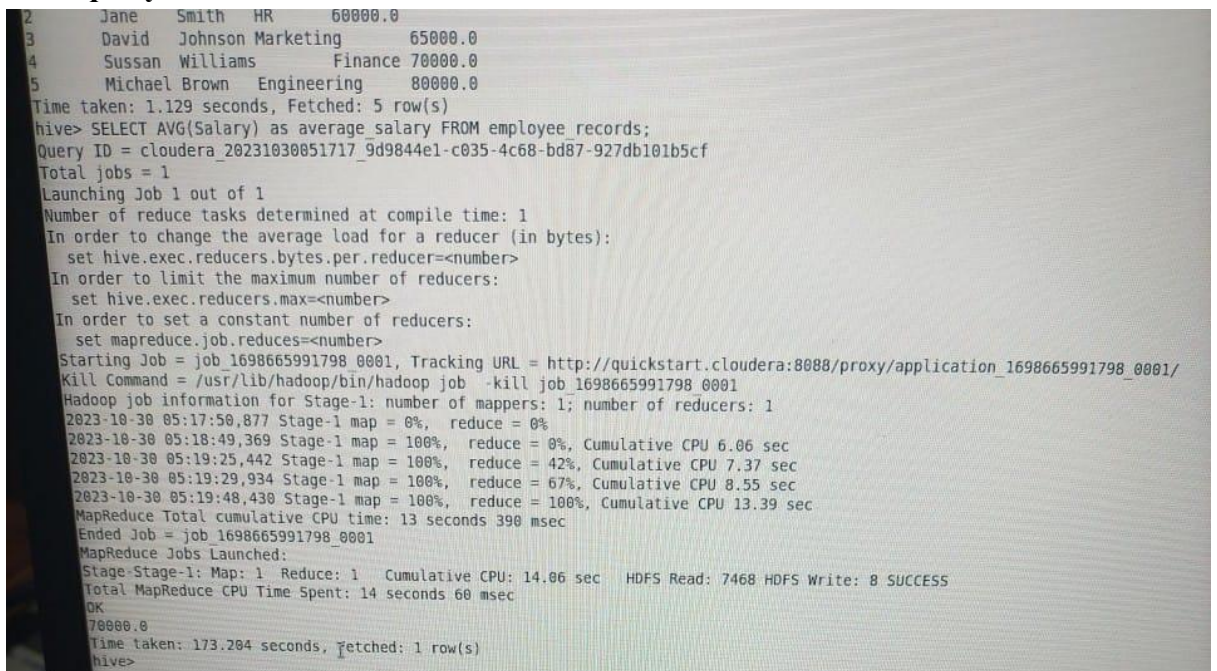 2 Jane Smith HR 60000.0
3 David Johnson Marketing 65000.0
4 Sussan Williams Finance 70000.0
5 Michael Brown Engineering 80000.0
Time taken: 1.129 seconds, Fetched: 5 row(s)
hive> SELECT AVG(Salary) as average_salary FROM employee_records;
Query ID = cloudera_20231030051717_9d9844e1-c035-4c68-bd87-927db101b5cf
Total jobs = 1
Launching Job 1 out of 1
Number of reduce tasks determined at compile time: 1
In order to change the average load for a reducer (in bytes):
set hive.exec.reducers.bytes.per.reducer=<number>
In order to limit the maximum number of reducers:
set hive.exec.reducers.max=<number>
In order to set a constant number of reducers:
set mapreduce.job.reduces=<number>
Starting Job = job_1698665991798_0001, Tracking URL = http://quickstart.cloudera:8088/proxy/application_1698665991798_0001/
Kill Command = /usr/lib/hadoop/bin/hadoop job -kill job_1698665991798_0001
Hadoop job information for Stage-1: number of mappers: 1; number of reducers: 1
2023-10-30 05:17:50,877 Stage-1 map = 0%, reduce = 0%
2023-10-30 05:18:49,369 Stage-1 map = 100%, reduce = 0%, Cumulative CPU 6.06 sec
2023-10-30 05:19:25,442 Stage-1 map = 100%, reduce = 42%, Cumulative CPU 7.37 sec
2023-10-30 05:19:29,934 Stage-1 map = 100%, reduce = 67%, Cumulative CPU 8.55 sec
2023-10-30 05:19:48,430 Stage-1 map = 100%, reduce = 100%, Cumulative CPU 13.39 sec
MapReduce Total cumulative CPU time: 13 seconds 390 msec
Ended Job = job_1698665991798_0001
MapReduce Jobs Launched:
Stage-Stage-1: Map: 1 Reduce: 1 Cumulative CPU: 14.06 sec HDFS Read: 7468 HDFS Write: 8 SUCCESS
Total MapReduce CPU Time Spent: 14 seconds 60 msec
OK
70000.0
Time taken: 173.204 seconds, Fetched: 1 row(s)
hive>